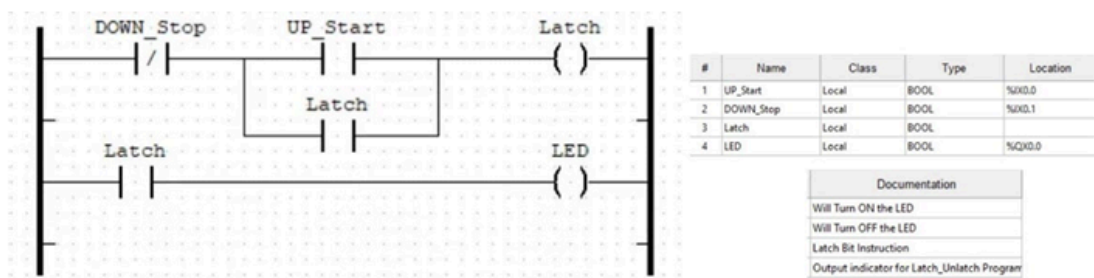 DOWN_Stop UP_Start Latch
Latch
Latch LED
# Name Class Type Location
1 UP_Start Local BOOL %IX0.0
2 DOWN_Stop Local BOOL %IX0.1
3 Latch Local BOOL
4 LED Local BOOL %QX0.0
Documentation
Will Turn ON the LED
Will Turn OFF the LED
Latch Bit Instruction
Output indicator for Latch_Unlatch Program